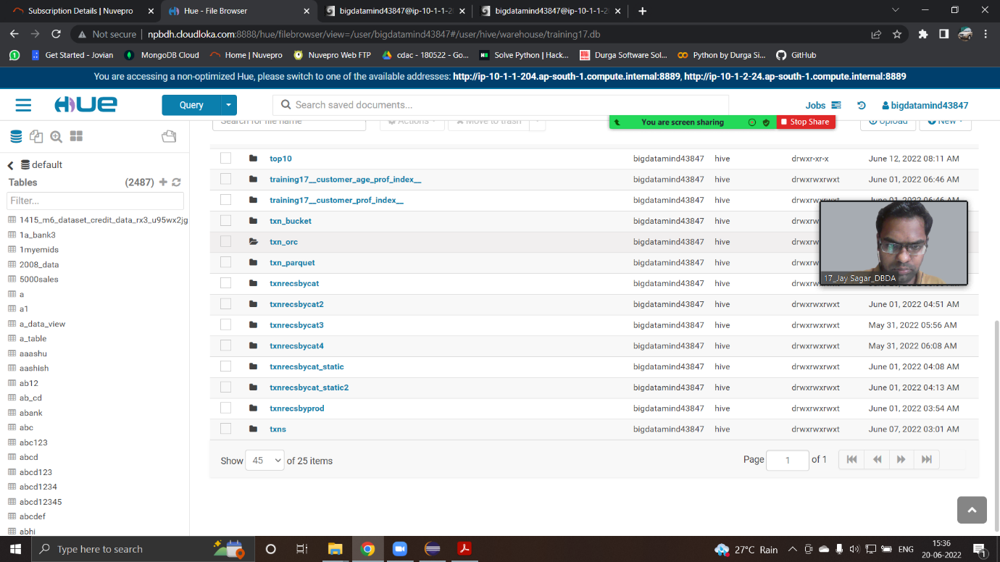 Subscription Details | Nuvepro
Hue - File Browser
bigdatamind43847@ip-10-1-1-2
bigdatamind43847@ip-10-1-1-2
Not secure | npbdh.cloudloka.com:8888/hue/filebrowser/view=/user/bigdatamind43847#/user/hive/warehouse/training17.db
Get Started - Jovian
MongoDB Cloud
Home | Nuvepro
Nuvepro Web FTP
cdac - 180522 - Go...
Solve Python | Hack...
Durga Software Sol...
Python by Durga Si...
GitHub
You are accessing a non-optimized Hue, please switch to one of the available addresses: http://ip-10-1-1-204.ap-south-1.compute.internal:8889, http://ip-10-1-2-24.ap-south-1.compute.internal:8889
HUE
Query
Search saved documents...
Jobs
bigdatamind43847
Search for file name
Actions
Move to trash
You are screen sharing
Stop Share
Upload
New
default
Tables (2487)
Filter...
1415_m6_dataset_credit_data_rx3_u95wx2jg
1a_bank3
1myemids
2008_data
5000sales
a
a1
a_data_view
a_table
aaashu
aashish
ab12
ab_cd
abank
abc
abc123
abcd
abcd123
abcd1234
abcd12345
abcdef
abhi
top10 bigdatamind43847 hive drwxr-xr-x June 12, 2022 08:11 AM
training17__customer_age_prof_index__ bigdatamind43847 hive drwxrwxrwxt June 01, 2022 06:46 AM
training17__customer_prof_index__ bigdatamind43847 hive drwxrwxrwxt June 01, 2022 06:46 AM
txn_bucket bigdatamind43847 hive drwx
txn_orc bigdatamind43847 hive drwx
txn_parquet bigdatamind43847 hive drwx
txnrecsbycat bigdatamind43847 hive drwx
txnrecsbycat2 bigdatamind43847 hive drwxrwxrwxt June 01, 2022 04:51 AM
txnrecsbycat3 bigdatamind43847 hive drwxrwxrwxt May 31, 2022 05:56 AM
txnrecsbycat4 bigdatamind43847 hive drwxrwxrwxt May 31, 2022 06:08 AM
txnrecsbycat_static bigdatamind43847 hive drwxrwxrwxt June 01, 2022 04:08 AM
txnrecsbycat_static2 bigdatamind43847 hive drwxrwxrwxt June 01, 2022 04:13 AM
txnrecsbyprod bigdatamind43847 hive drwxrwxrwxt June 01, 2022 03:54 AM
txns bigdatamind43847 hive drwxrwxrwxt June 07, 2022 03:01 AM
17_Jay Sagar_DBDA
Show 45 of 25 items
Page 1 of 1
Type here to search
27°C Rain
ENG
15:36
20-06-2022
1